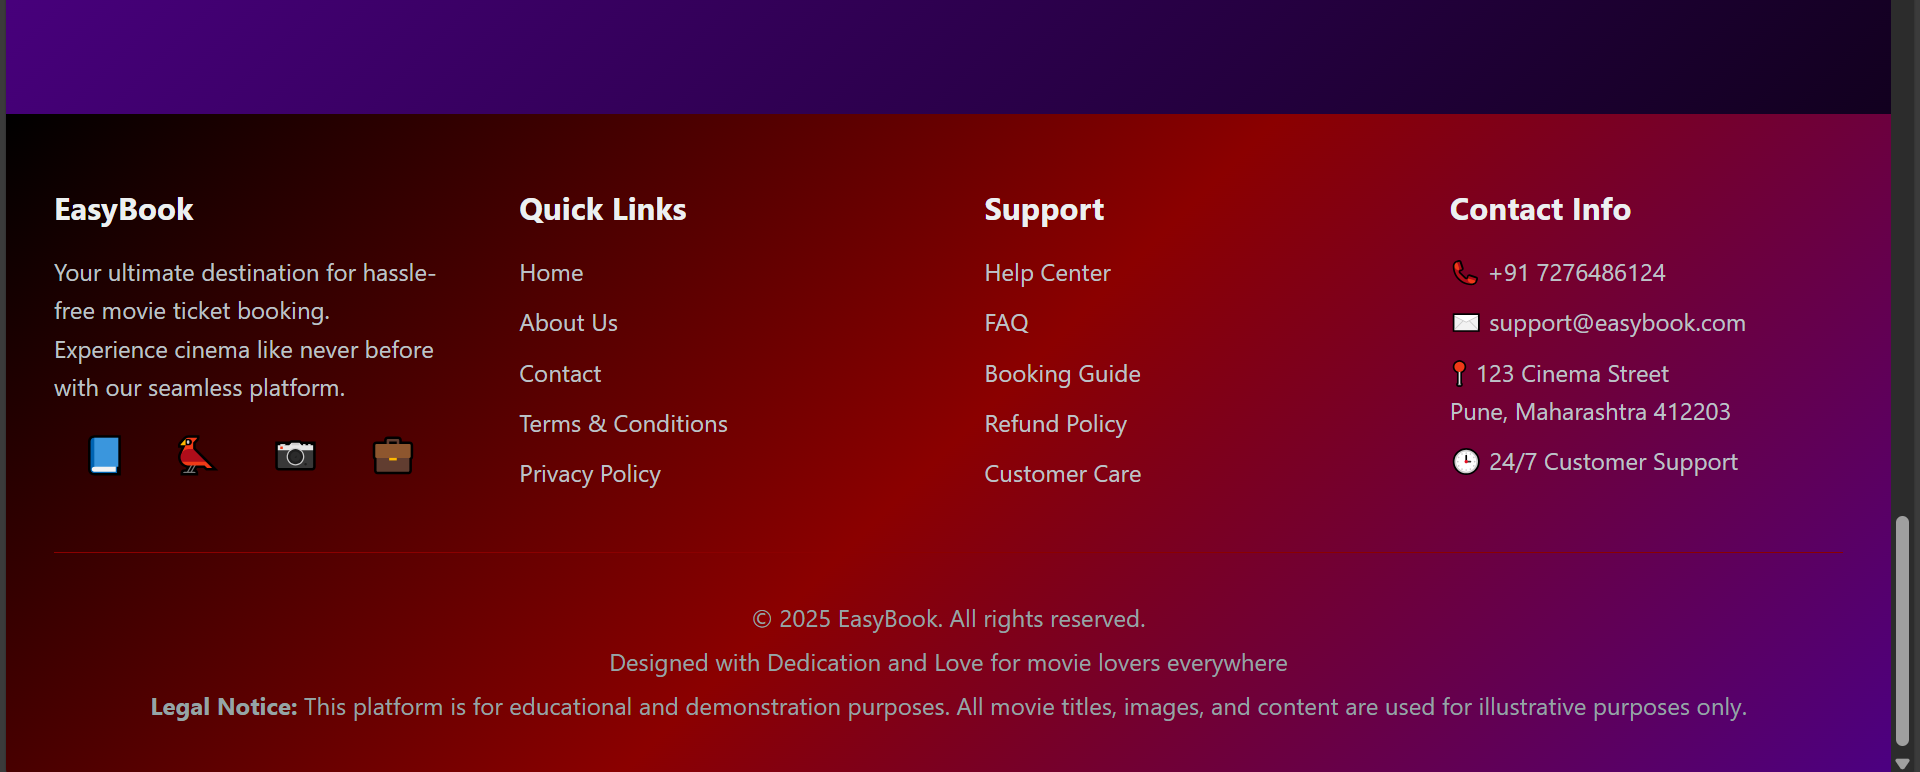 EasyBook
Your ultimate destination for hassle-
free movie ticket booking.
Experience cinema like never before
with our seamless platform.
Quick Links
Home
About Us
Contact
Terms & Conditions
Privacy Policy
Support
Help Center
FAQ
Booking Guide
Refund Policy
Customer Care
Contact Info
+91 7276486124
support@easybook.com
123 Cinema Street
Pune, Maharashtra 412203
24/7 Customer Support
© 2025 EasyBook. All rights reserved.
Designed with Dedication and Love for movie lovers everywhere
Legal Notice: This platform is for educational and demonstration purposes. All movie titles, images, and content are used for illustrative purposes only.